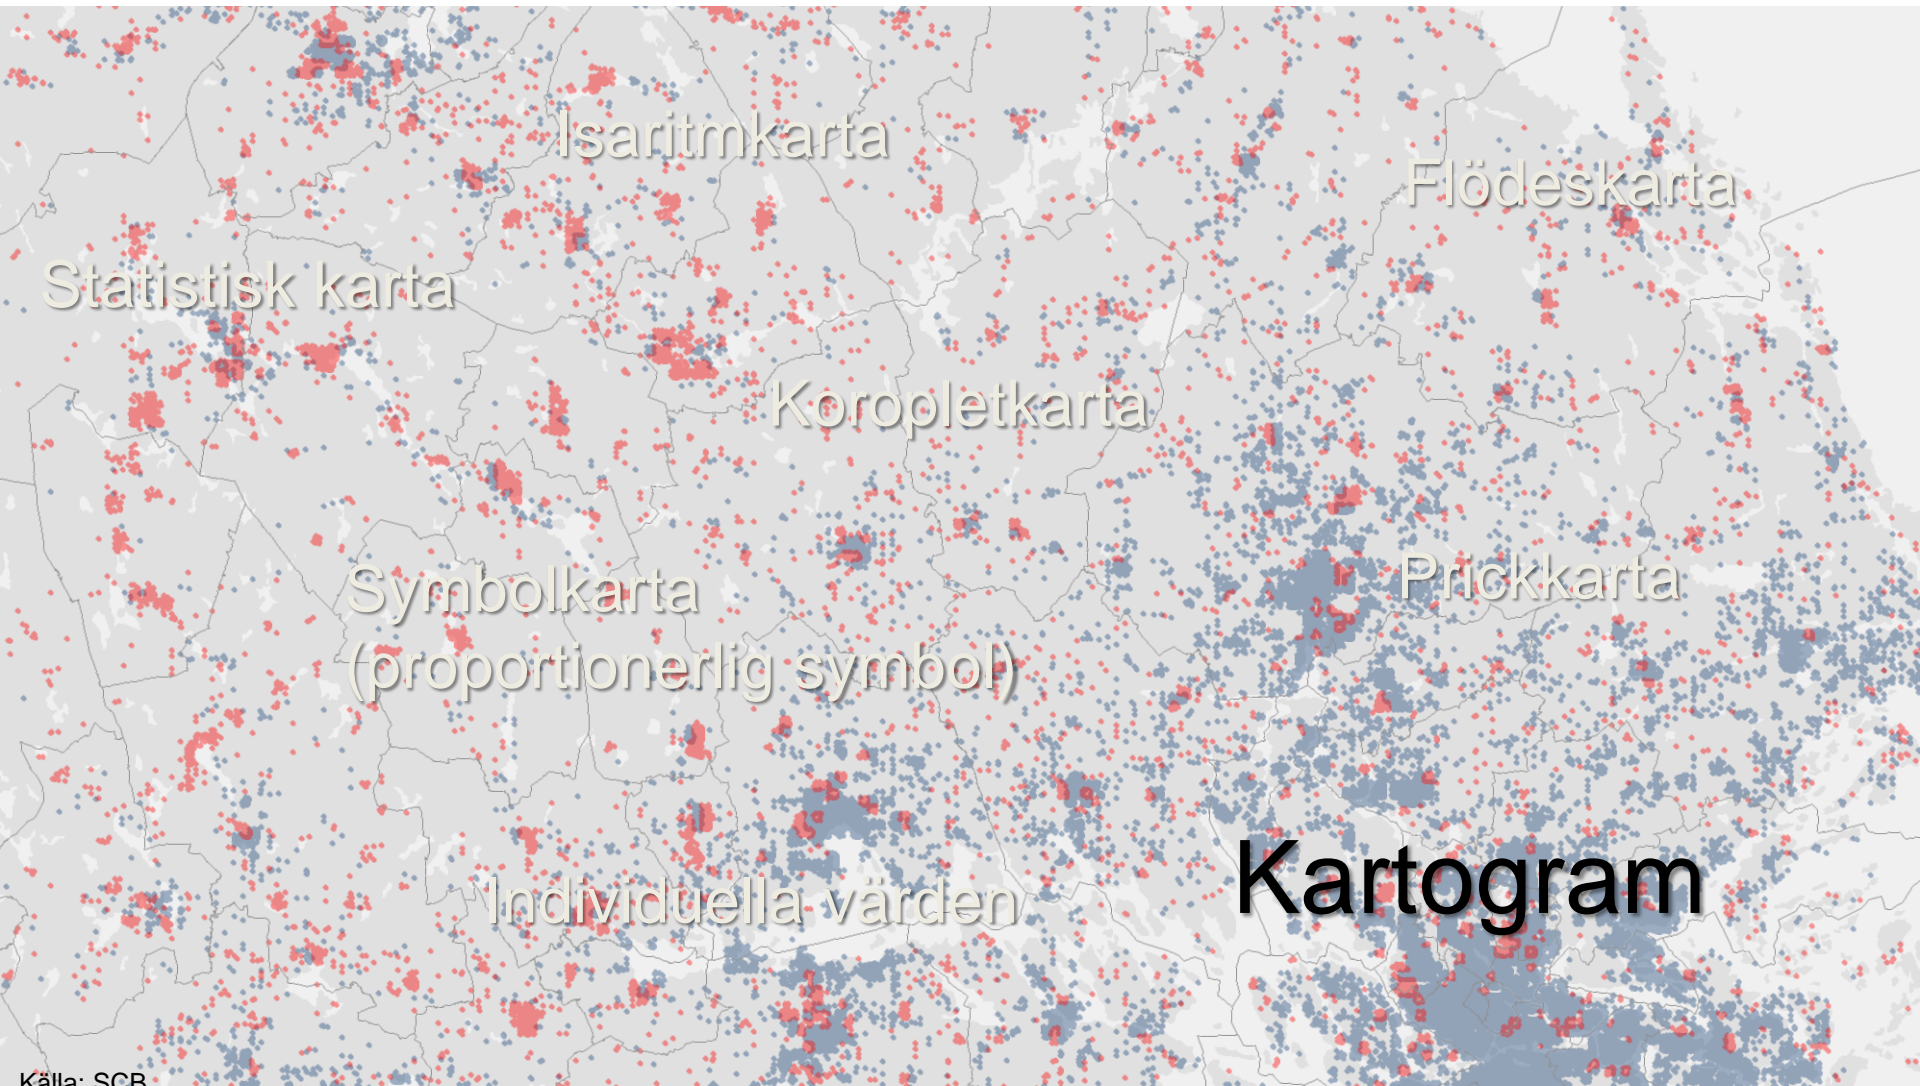 Isaritmkarta
Flödeskarta
Statistisk karta
Koropletkarta
Prickkarta
Symbolkarta
(proportionerlig symbol)
Kartogram
Individuella värden
Källa: SCB